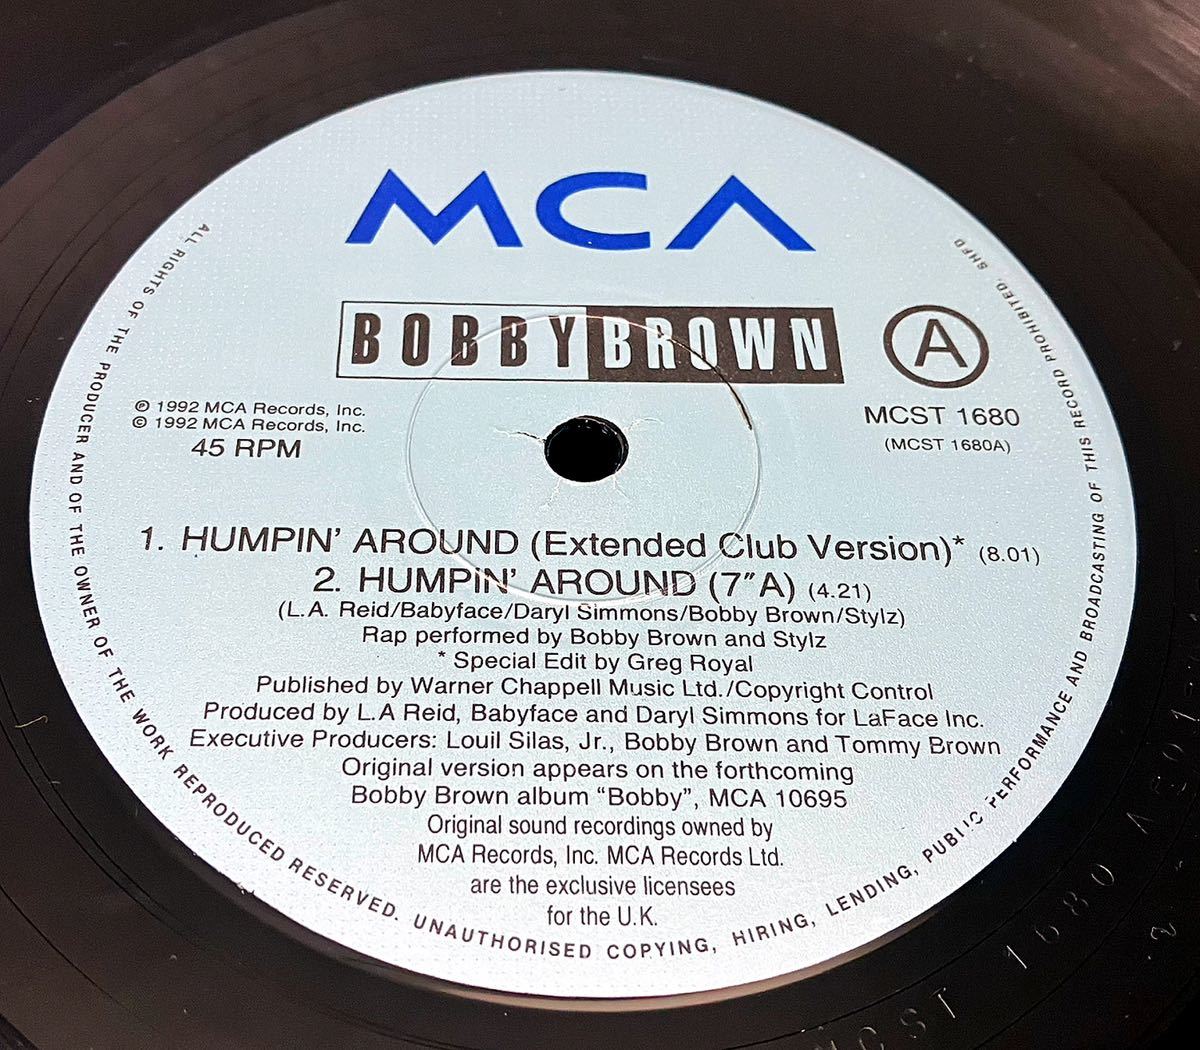 MCA
BOBBY BROWN
A
℗ 1992 MCA Records, Inc.
© 1992 MCA Records, Inc.
45 RPM
MCST 1680
(MCST 1680A)
1. HUMPIN' AROUND (Extended Club Version)* (8.01)
2. HUMPIN' AROUND (7"A) (4.21)
(L.A. Reid/Babyface/Daryl Simmons/Bobby Brown/Stylz)
Rap performed by Bobby Brown and Stylz
* Special Edit by Greg Royal
Published by Warner Chappell Music Ltd./Copyright Control
Produced by L.A Reid, Babyface and Daryl Simmons for LaFace Inc.
Executive Producers: Louil Silas, Jr., Bobby Brown and Tommy Brown
Original version appears on the forthcoming
Bobby Brown album "Bobby", MCA 10695
Original sound recordings owned by
MCA Records, Inc. MCA Records Ltd.
are the exclusive licensees
for the U.K.
ALL RIGHTS OF THE PRODUCER AND OF THE OWNER OF THE WORK REPRODUCED RESERVED. UNAUTHORISED COPYING, HIRING, LENDING, PUBLIC PERFORMANCE AND BROADCASTING OF THIS RECORD PROHIBITED. SHFD
MCST 1680